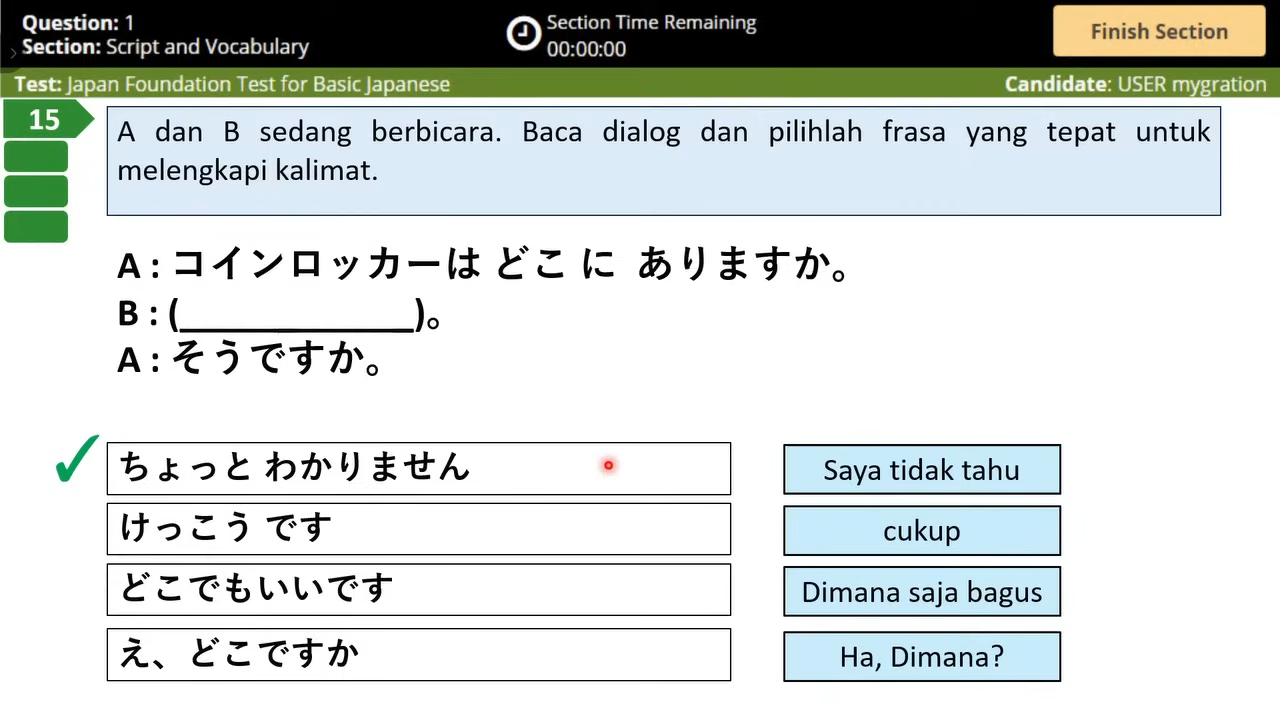 Question: 1
Section: Script and Vocabulary
Section Time Remaining
00:00:00
Finish Section
Test: Japan Foundation Test for Basic Japanese
Candidate: USER mygration
15
A dan B sedang berbicara. Baca dialog dan pilihlah frasa yang tepat untuk
melengkapi kalimat.
A : コインロッカーは どこ に ありますか。
B : (____________)。
A : そうですか。
ちょっと わかりません
Saya tidak tahu
けっこう です
cukup
どこでもいいです
Dimana saja bagus
え、どこですか
Ha, Dimana?